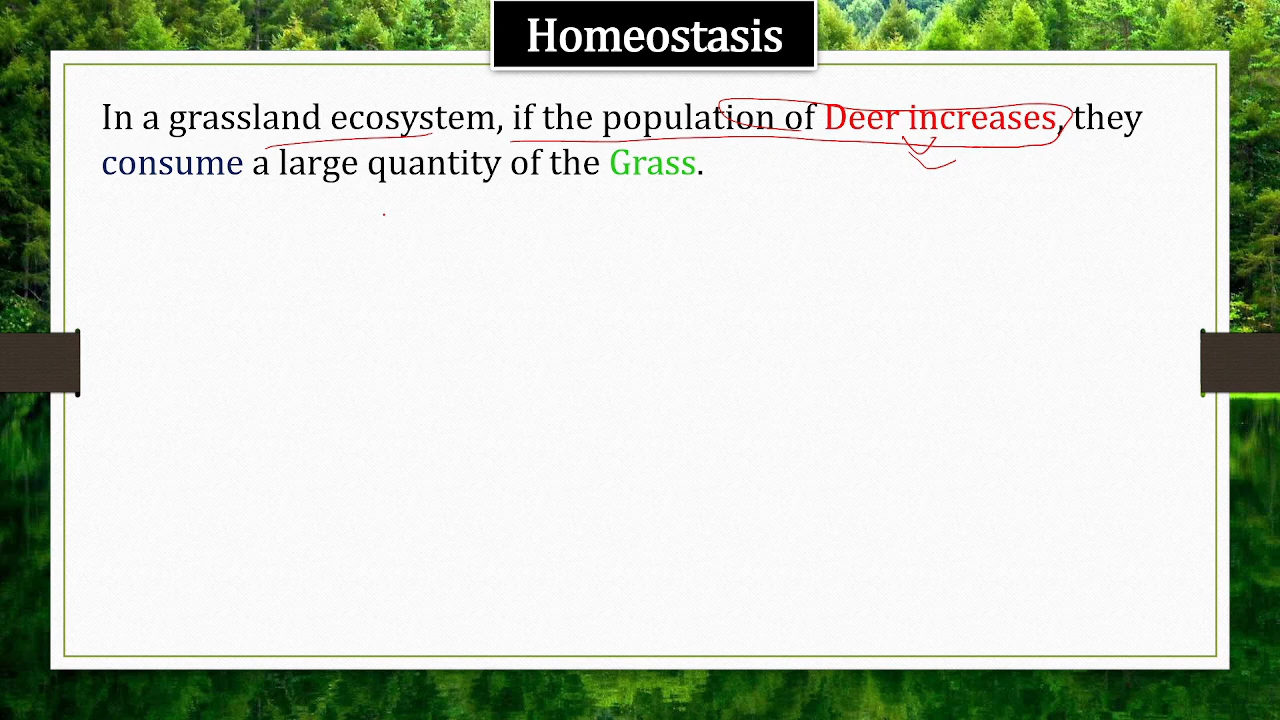 Homeostasis
In a grassland ecosystem, if the population of Deer increases, they
consume a large quantity of the Grass.